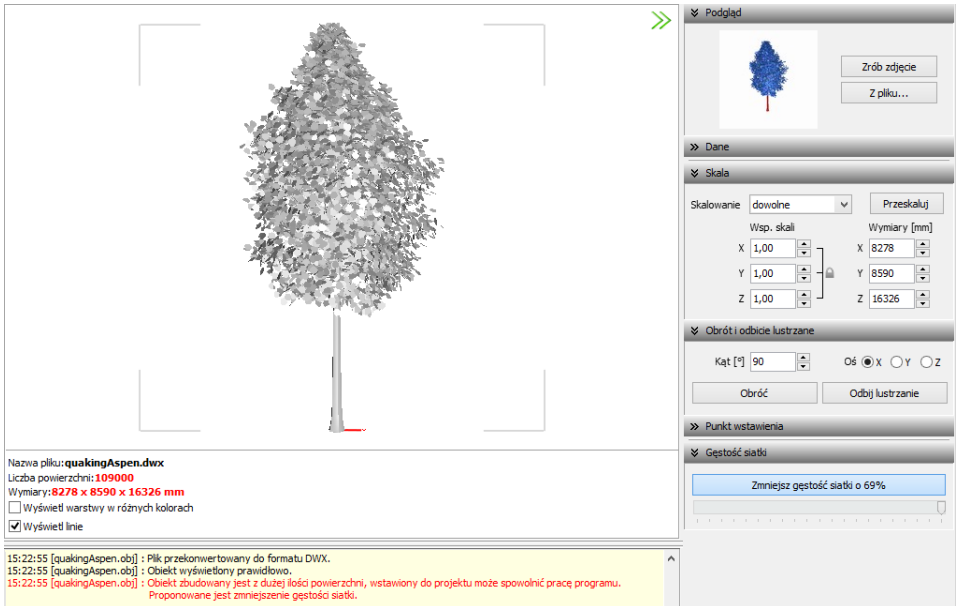 Podgląd
Zrób zdjęcie
Z pliku...
Dane
Skala
Skalowanie dowolne Przeskaluj
Wsp. skali Wymiary [mm]
X 1,00 X 8278
Y 1,00 Y 8590
Z 1,00 Z 16326
Obrót i odbicie lustrzane
Kąt [°] 90 Oś X Y Z
Obróć Odbij lustrzanie
Punkt wstawienia
Gęstość siatki
Zmniejsz gęstość siatki o 69%
Nazwa pliku:quakingAspen.dwx
Liczba powierzchni:109000
Wymiary:8278 x 8590 x 16326 mm
Wyświetl warstwy w różnych kolorach
Wyświetl linie
15:22:55 [quakingAspen.obj] : Plik przekonwertowany do formatu DWX.
15:22:55 [quakingAspen.obj] : Obiekt wyświetlony prawidłowo.
15:22:55 [quakingAspen.obj] : Obiekt zbudowany jest z dużej ilości powierzchni, wstawiony do projektu może spowolnić pracę programu.
Proponowane jest zmniejszenie gęstości siatki.